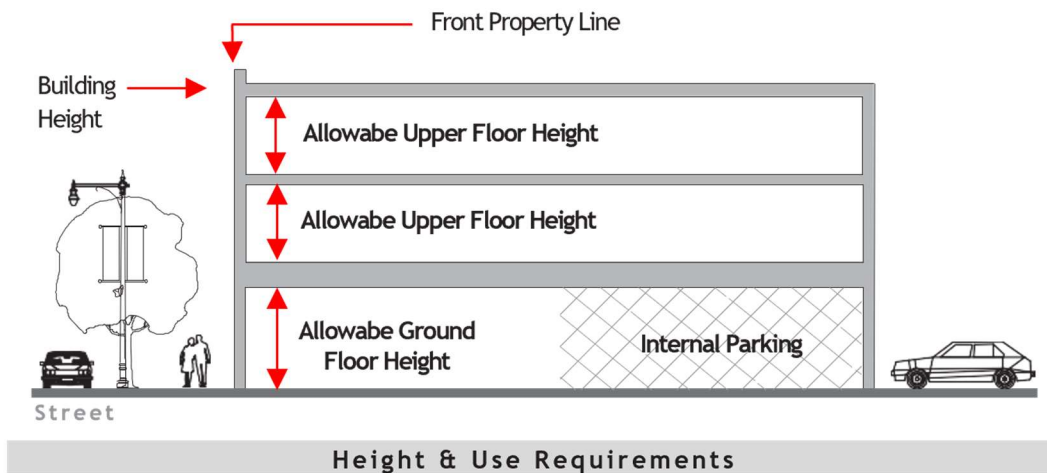 Front Property Line
Building
Height
Allowabe Upper Floor Height
Allowabe Upper Floor Height
Allowabe Ground
Floor Height
Internal Parking
Street
Height & Use Requirements